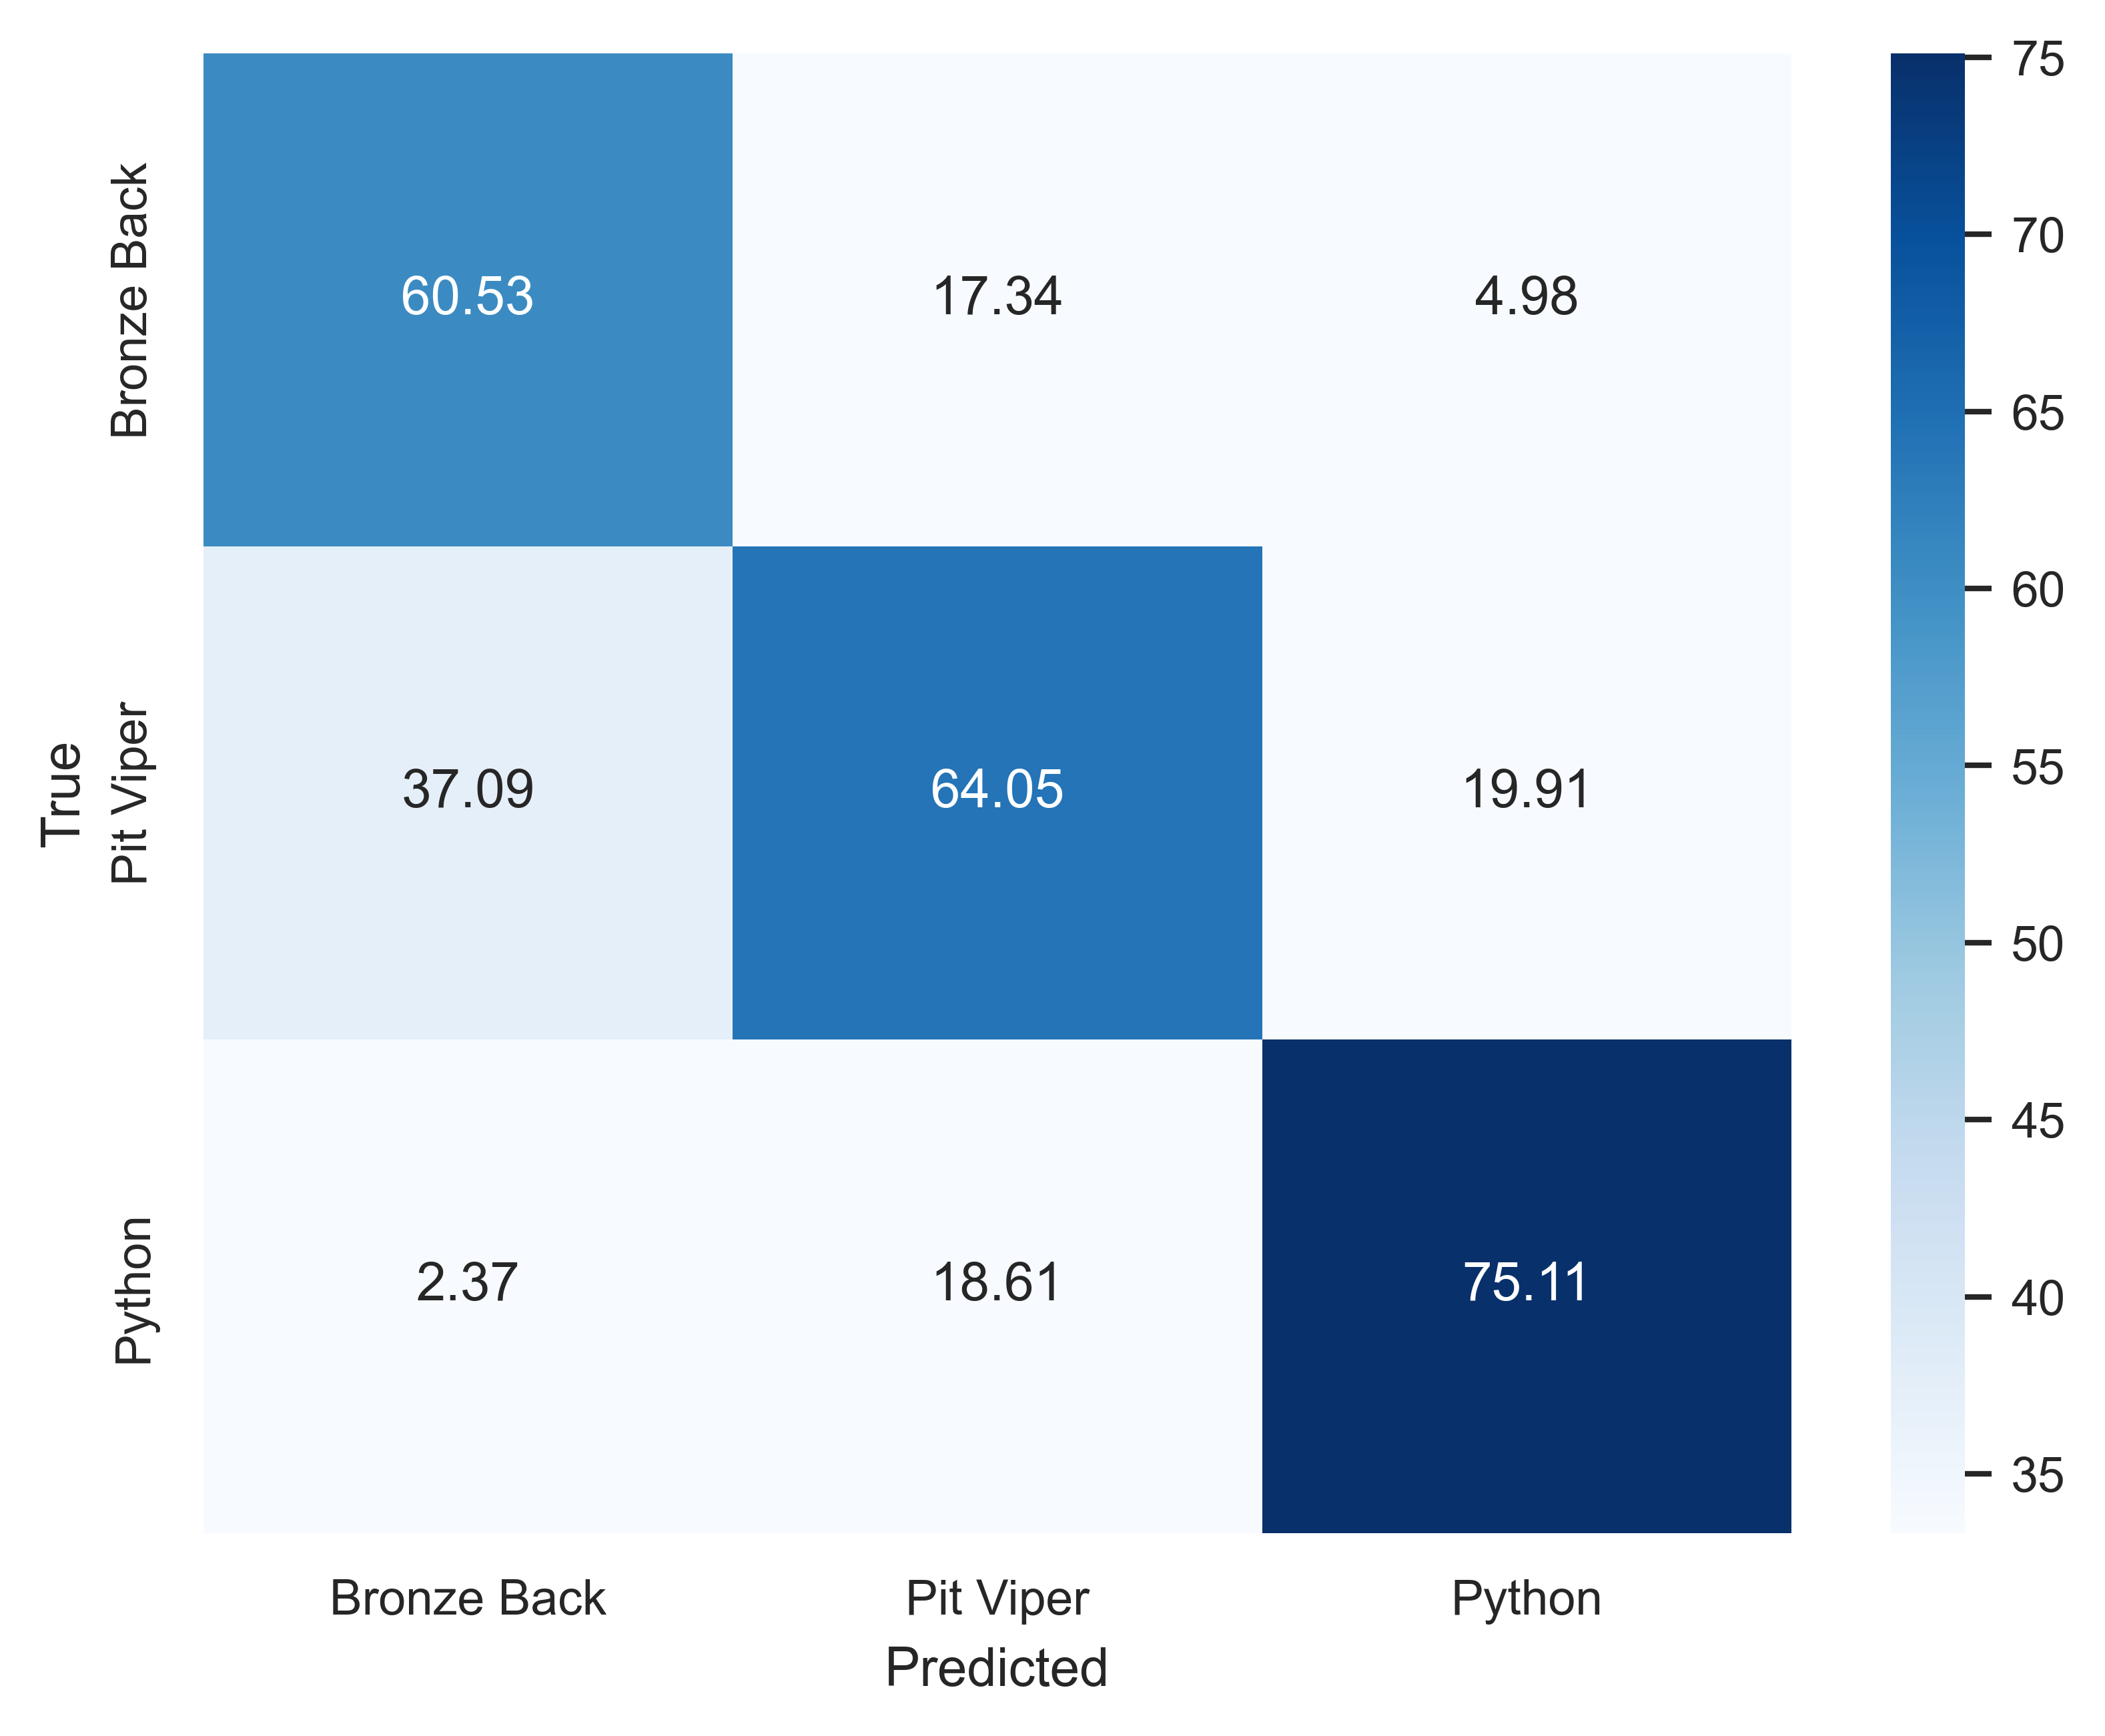 True
Bronze Back
60.53 17.34 4.98
Pit Viper
37.09 64.05 19.91
Python
2.37 18.61 75.11
Bronze Back Pit Viper Python
Predicted
75
70
65
60
55
50
45
40
35